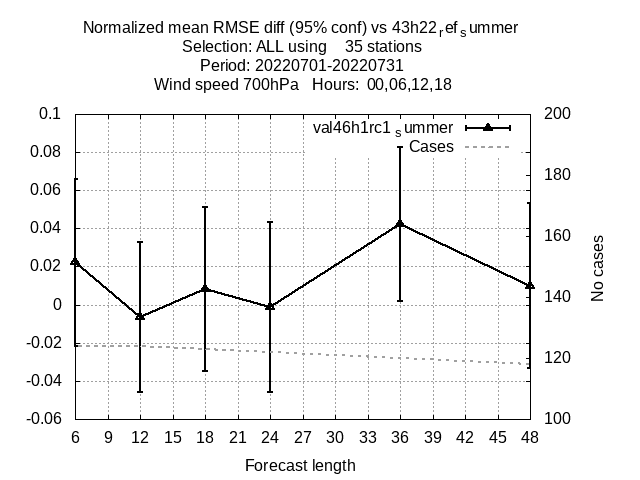 Normalized mean RMSE diff (95% conf) vs 43h22ref summer
Selection: ALL using 35 stations
Period: 20220701-20220731
Wind speed 700hPa Hours: 00,06,12,18
val46h1rc1summer
Cases
0.1
0.08
0.06
0.04
0.02
0
-0.02
-0.04
-0.06
200
180
160
140
120
100
No cases
6 9 12 15 18 21 24 27 30 33 36 39 42 45 48
Forecast length